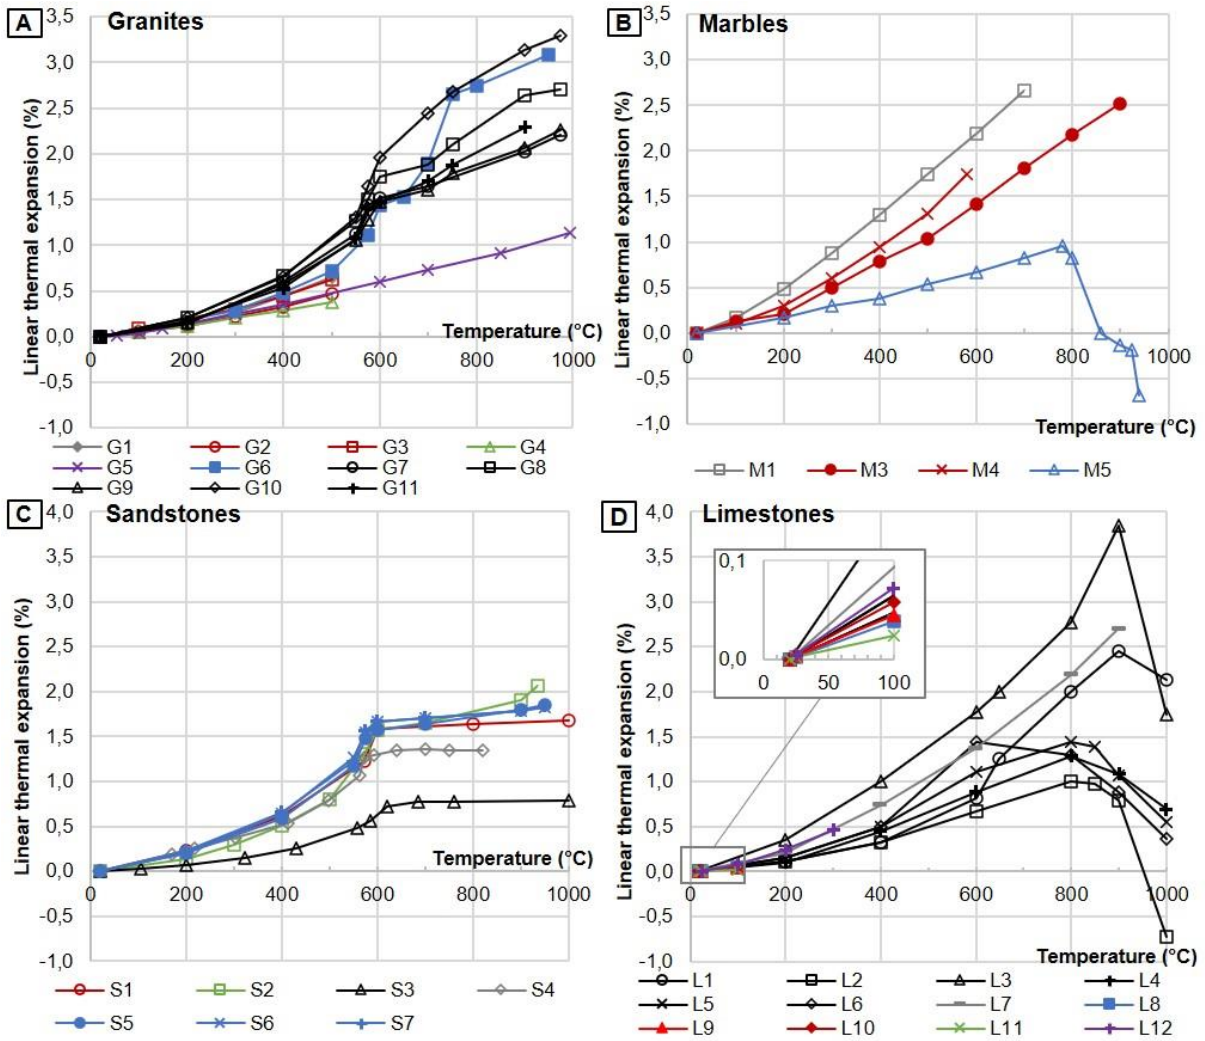 A Granites
Linear thermal expansion (%)
3,5
3,0
2,5
2,0
1,5
1,0
0,5
0,0
-0,5
-1,0
0 200 400 600 800 1000
Temperature (°C)
G1 G2 G3 G4
G5 G6 G7 G8
G9 G10 G11
B Marbles
Linear thermal expansion (%)
3,5
3,0
2,5
2,0
1,5
1,0
0,5
0,0
-0,5
-1,0
0 200 400 600 800 1000
Temperature (°C)
M1 M3 M4 M5
C Sandstones
Linear thermal expansion (%)
4,0
3,5
3,0
2,5
2,0
1,5
1,0
0,5
0,0
-0,5
-1,0
Temperature (°C)
0 200 400 600 800 1000
S1 S2 S3 S4
S5 S6 S7
D Limestones
Linear thermal expansion (%)
4,0
3,5
3,0
2,5
2,0
1,5
1,0
0,5
0,0
-0,5
-1,0
0,1
0,0
0 50 100
0 200 400 600 800 1000
Temperature (°C)
L1 L2 L3 L4
L5 L6 L7 L8
L9 L10 L11 L12